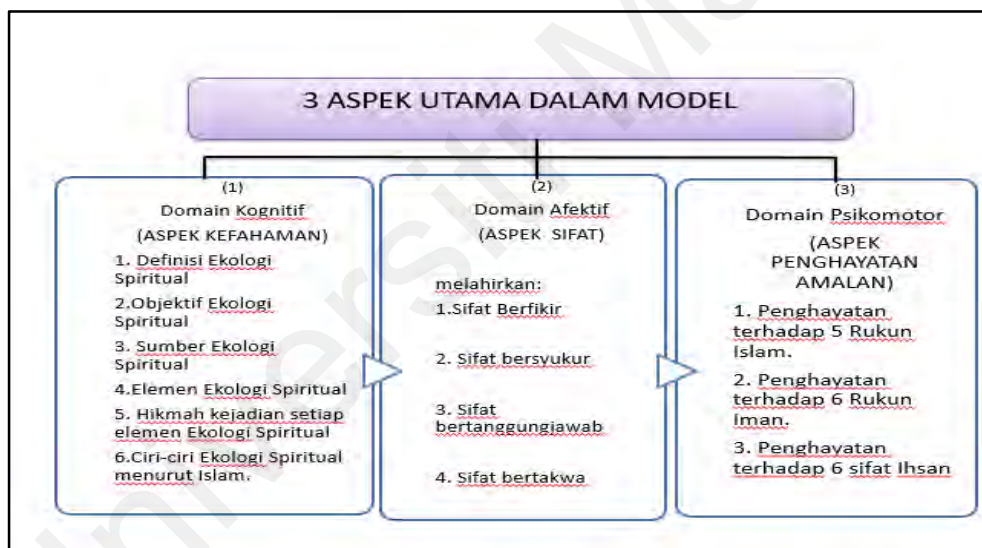 3 ASPEK UTAMA DALAM MODEL
(1)
Domain Kognitif
(ASPEK KEFAHAMAN)
1. Definisi Ekologi
Spiritual
2.Objektif Ekologi
Spiritual
3. Sumber Ekologi
Spiritual
4.Elemen Ekologi Spiritual
5. Hikmah kejadian setiap
elemen Ekologi Spiritual
6.Ciri-ciri Ekologi Spiritual
menurut Islam.
(2)
Domain Afektif
(ASPEK SIFAT)
melahirkan:
1.Sifat Berfikir
2. Sifat bersyukur
3. Sifat
bertanggungjawab
4. Sifat bertakwa
(3)
Domain Psikomotor
(ASPEK
PENGHAYATAN
AMALAN)
1. Penghayatan
terhadap 5 Rukun
Islam.
2. Penghayatan
terhadap 6 Rukun
Iman.
3. Penghayatan
terhadap 6 sifat Ihsan